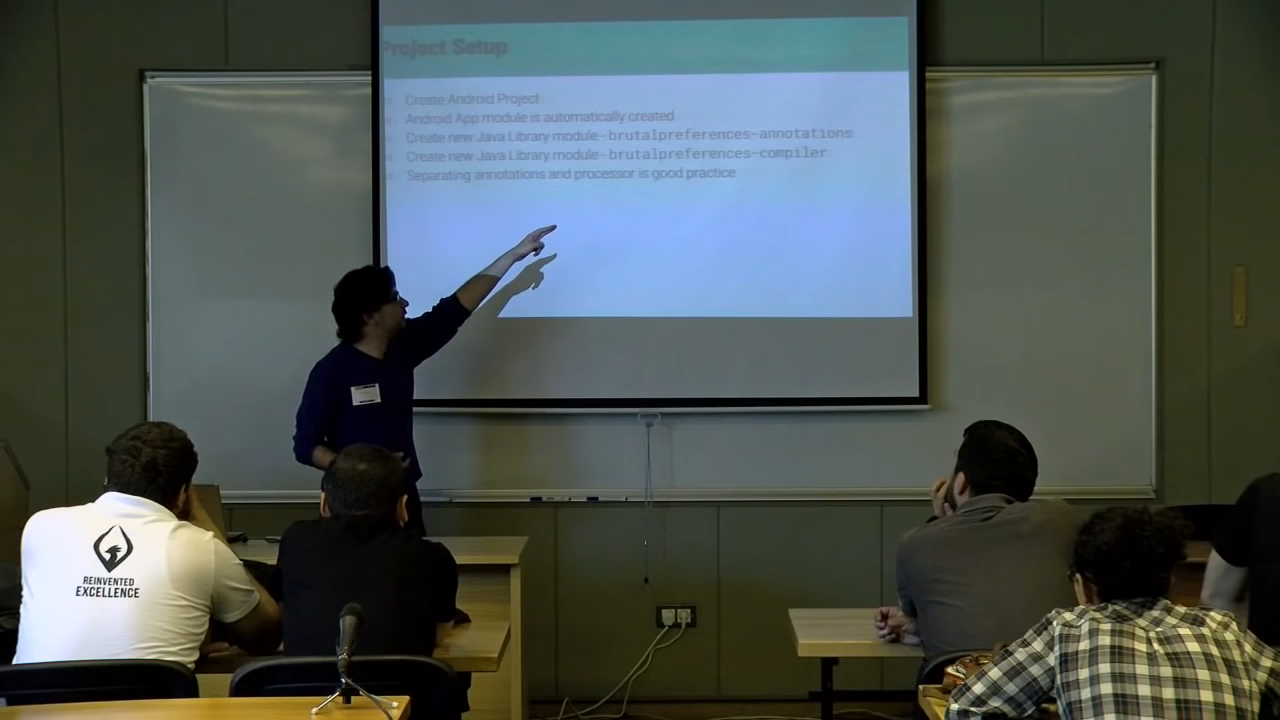 Project Setup
Create Android Project
Android App module is automatically created
Create new Java Library module - brutalpreferences-annotations
Create new Java Library module - brutalpreferences-compiler
Separating annotations and processor is good practice
REINVENTED
EXCELLENCE